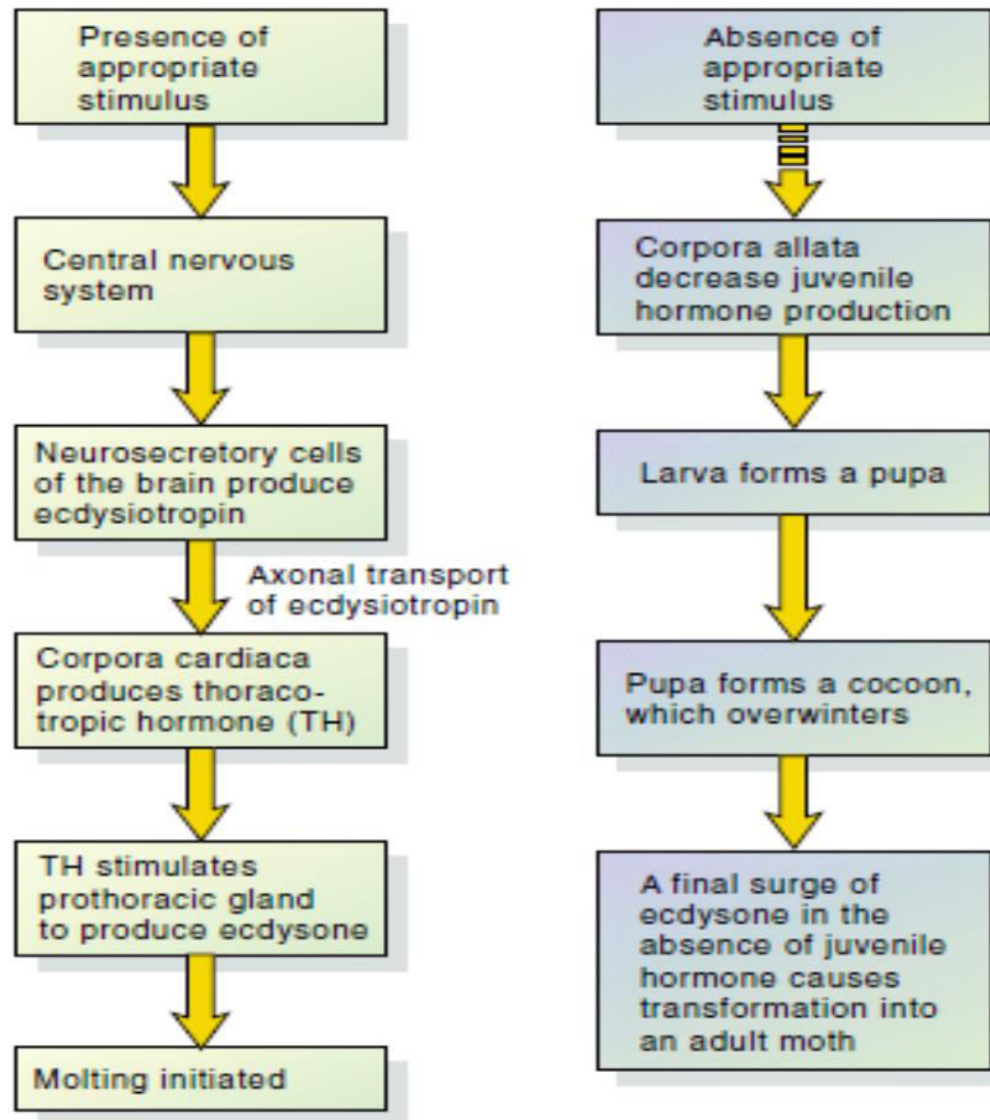 Presence of
appropriate
stimulus
Central nervous
system
Neurosecretory cells
of the brain produce
ecdysiotropin
Axonal transport
of ecdysiotropin
Corpora cardiaca
produces thoraco-
tropic hormone (TH)
TH stimulates
prothoracic gland
to produce ecdysone
Molting initiated
Absence of
appropriate
stimulus
Corpora allata
decrease juvenile
hormone production
Larva forms a pupa
Pupa forms a cocoon,
which overwinters
A final surge of
ecdysone in the
absence of juvenile
hormone causes
transformation into
an adult moth